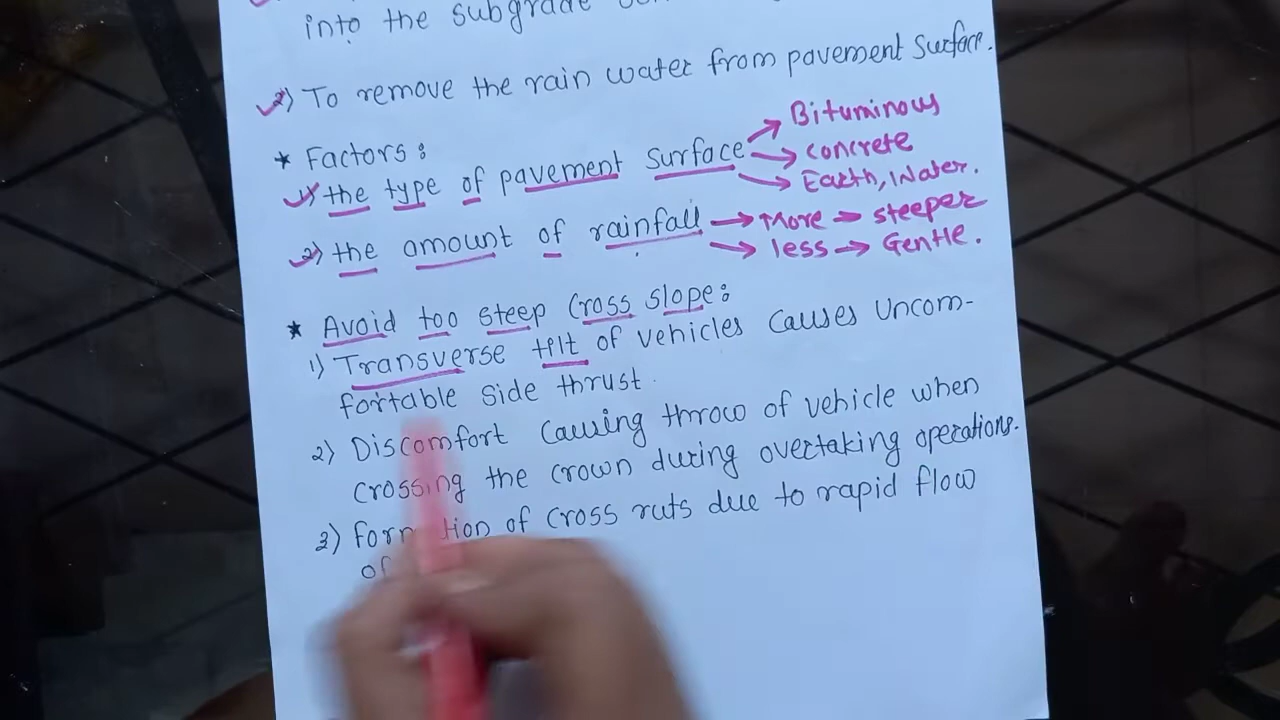 into the subgrade
2) To remove the rain water from pavement surface.
* Factors:
1) the type of pavement surface → Bituminous
→ concrete
→ Earth, Water.
2) the amount of rainfall → More → steeper
→ less → Gentle.
* Avoid too steep cross slope:
1) Transverse tilt of vehicles causes uncom-
fortable side thrust.
2) Discomfort causing throw of vehicle when
crossing the crown during overtaking operations.
3) Formation of cross ruts due to rapid flow
of